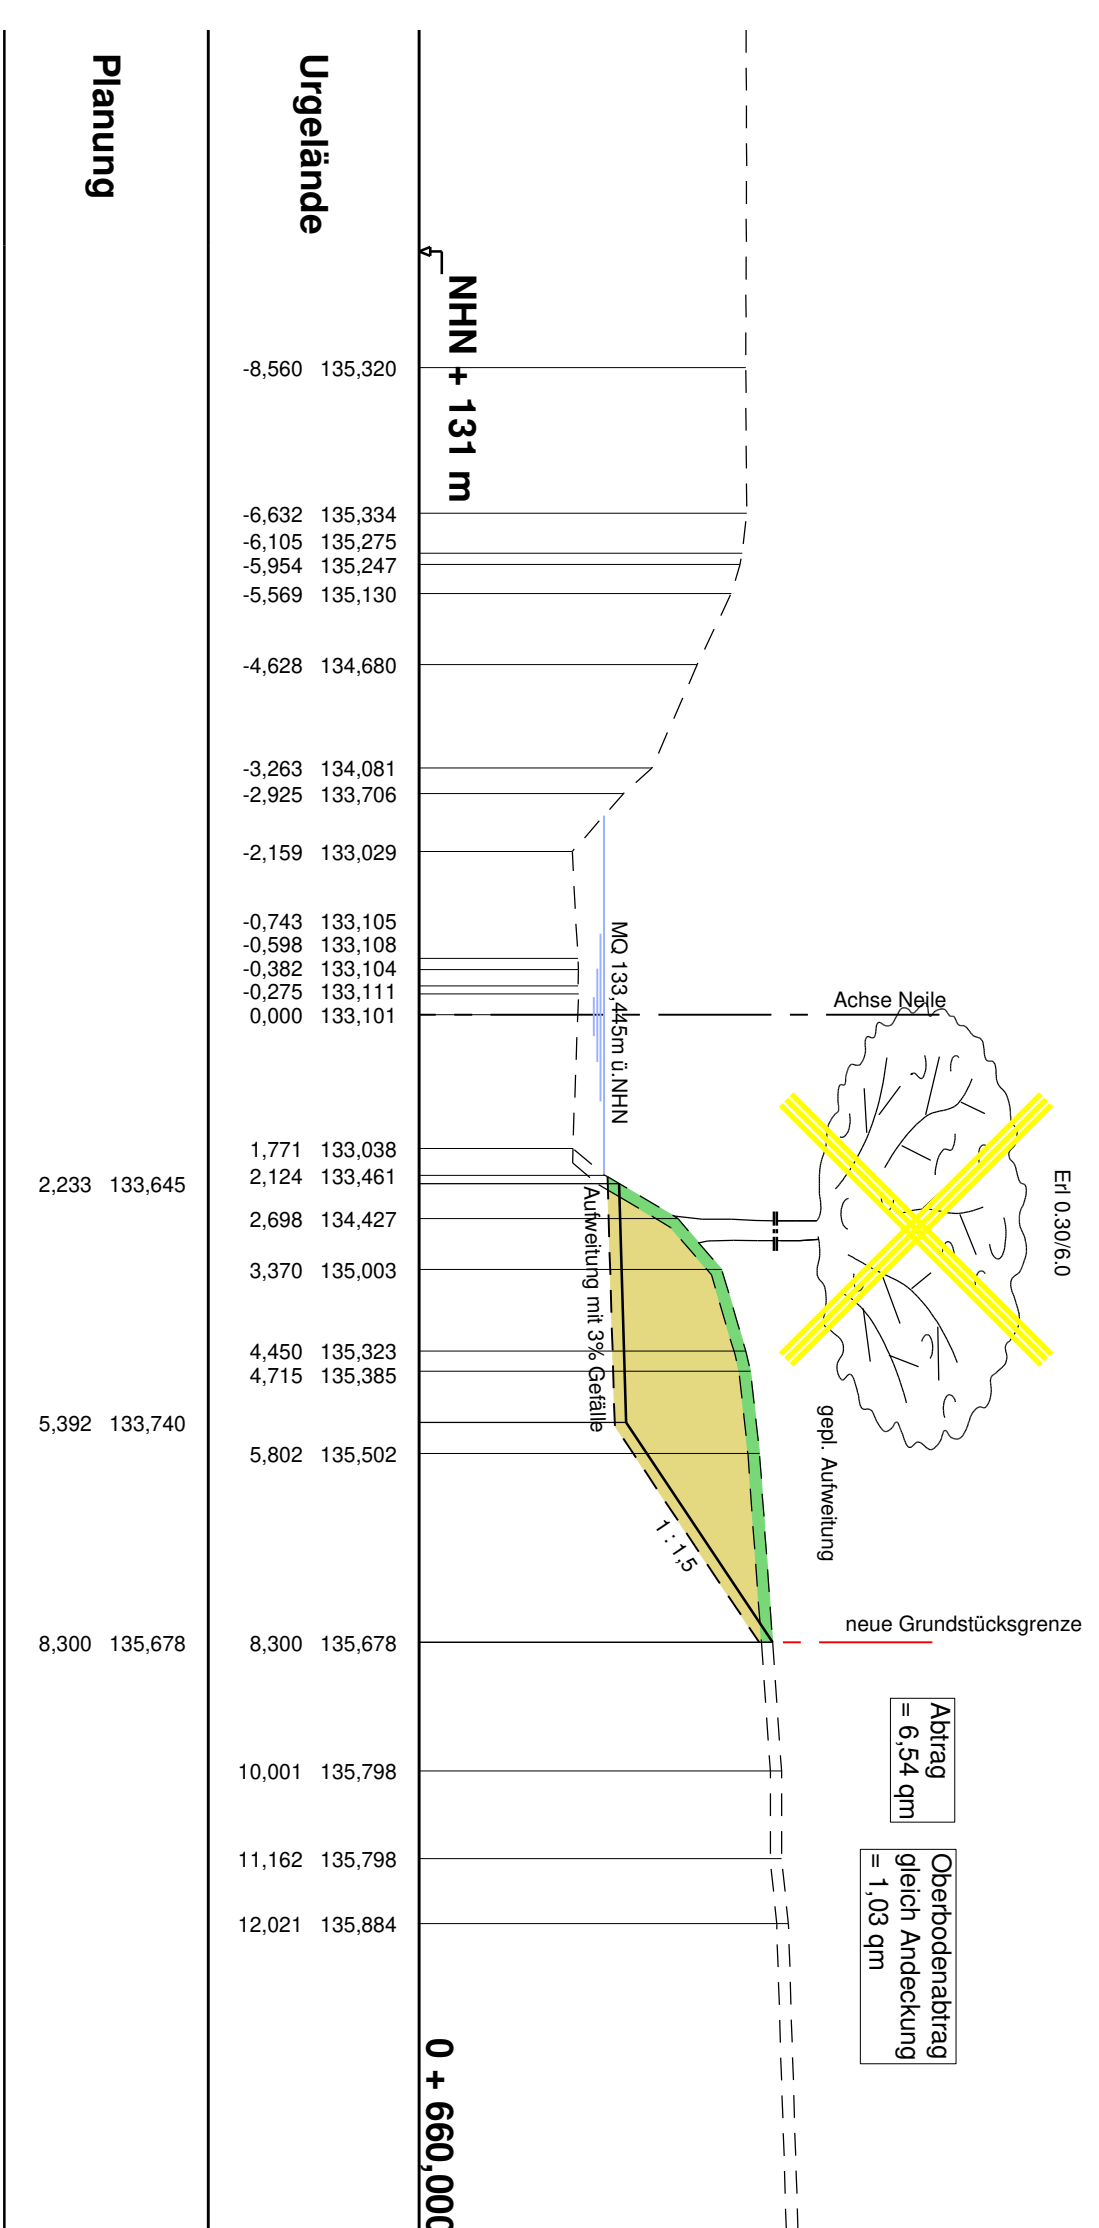 Planung
Urgelände
NHN + 131 m
-8,560 135,320
-6,632 135,334
-6,105 135,275
-5,954 135,247
-5,569 135,130
-4,628 134,680
-3,263 134,081
-2,925 133,706
-2,159 133,029
-0,743 133,105
-0,598 133,108
-0,382 133,104
-0,275 133,111
0,000 133,101
MQ 133,445m ü.NHN
Achse Neile
1,771 133,038
2,124 133,461
2,233 133,645
2,698 134,427
3,370 135,003
4,450 135,323
4,715 135,385
5,392 133,740
5,802 135,502
Aufweitung mit 3% Gefälle
Erl 0.30/6.0
gepl. Aufweitung
1 : 1,5
neue Grundstücksgrenze
8,300 135,678
8,300 135,678
Abtrag
= 6,54 qm
10,001 135,798
11,162 135,798
12,021 135,884
Oberbodenabtrag
gleich Andeckung
= 1,03 qm
0 + 660,000